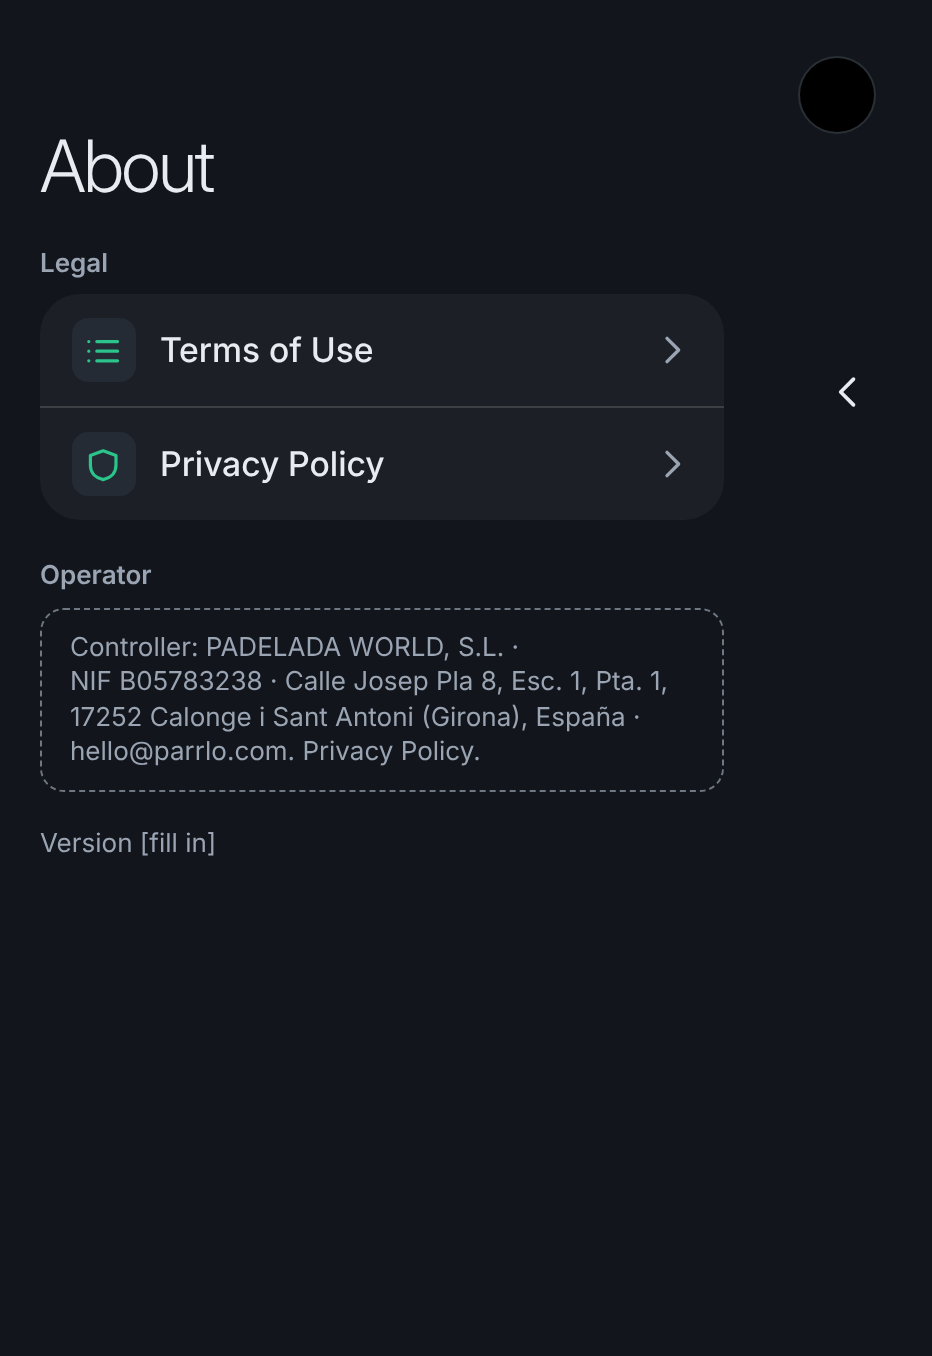 About
Legal
Terms of Use
Privacy Policy
Operator
Controller: PADELADA WORLD, S.L. ·
NIF B05783238 · Calle Josep Pla 8, Esc. 1, Pta. 1,
17252 Calonge i Sant Antoni (Girona), España ·
hello@parrlo.com. Privacy Policy.
Version [fill in]